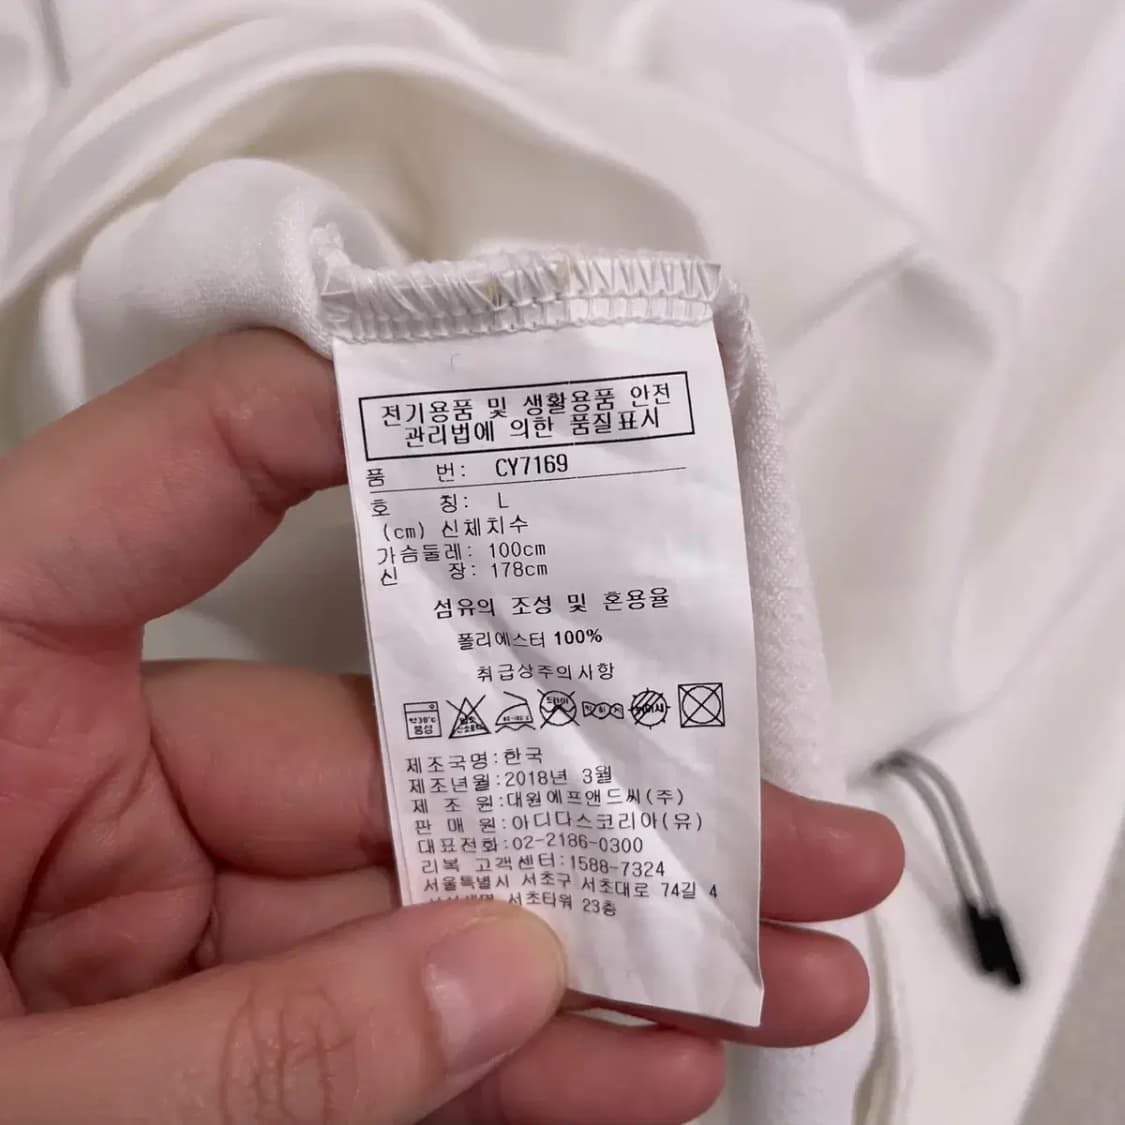 전기용품 및 생활용품 안전
관리법에 의한 품질표시
품 번: CY7169
호 칭: L
(cm) 신체치수
가슴둘레: 100cm
신 장: 178cm
섬유의 조성 및 혼용율
폴리에스터 100%
취급상주의사항
약30℃ 중성
제조국명:한국
제조년월:2018년 3월
제 조 원:대원에프앤드씨(주)
판 매 원:아디다스코리아(유)
대표전화:02-2186-0300
리복 고객센터:1588-7324
서울특별시 서초구 서초대로 74길 4
서초타워 23층